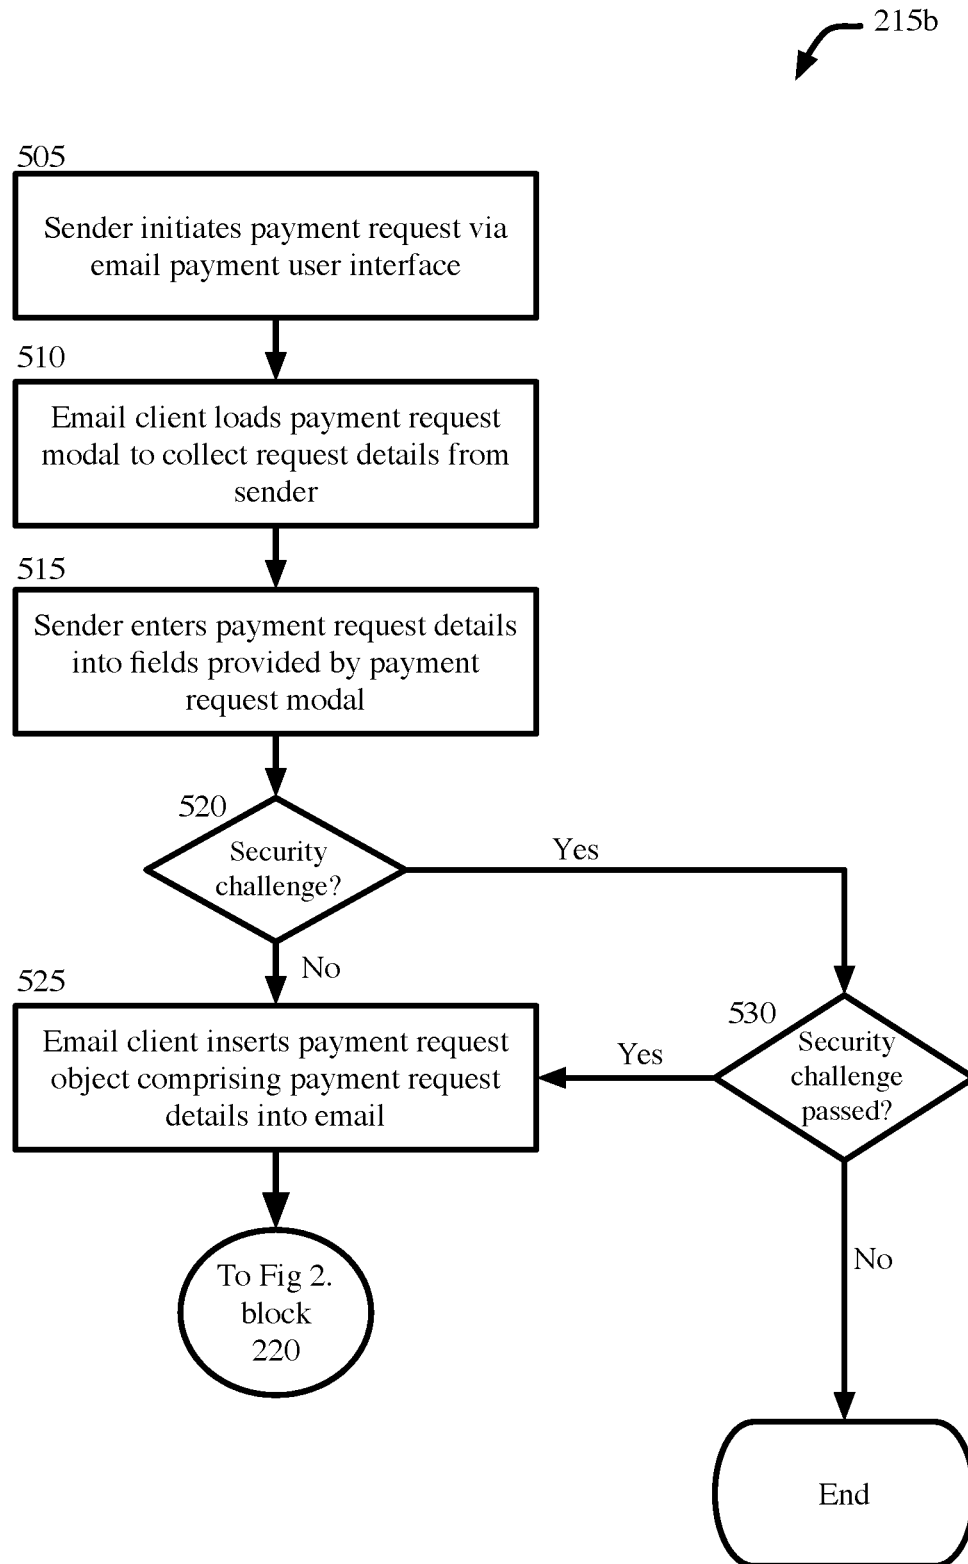 215b
505
Sender initiates payment request via
email payment user interface
510
Email client loads payment request
modal to collect request details from
sender
515
Sender enters payment request details
into fields provided by payment
request modal
520
Security
challenge?
Yes
No
525
Email client inserts payment request
object comprising payment request
details into email
530
Security
challenge
passed?
Yes
No
To Fig 2.
block
220
End